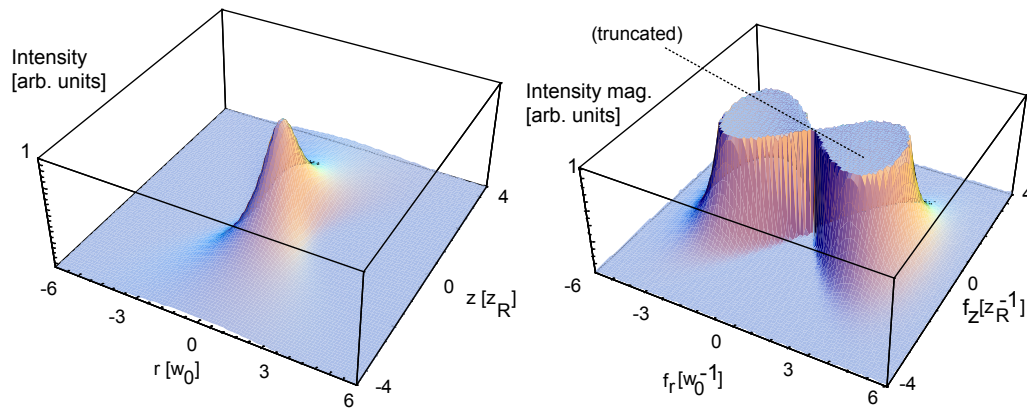 Intensity
[arb. units]
1
-6
-3
0
3
6
r [w0]
-4
0
4
z [zR]
(truncated)
Intensity mag.
[arb. units]
1
-6
-3
0
3
6
fr[w0-1]
-4
0
4
fz[zR-1]